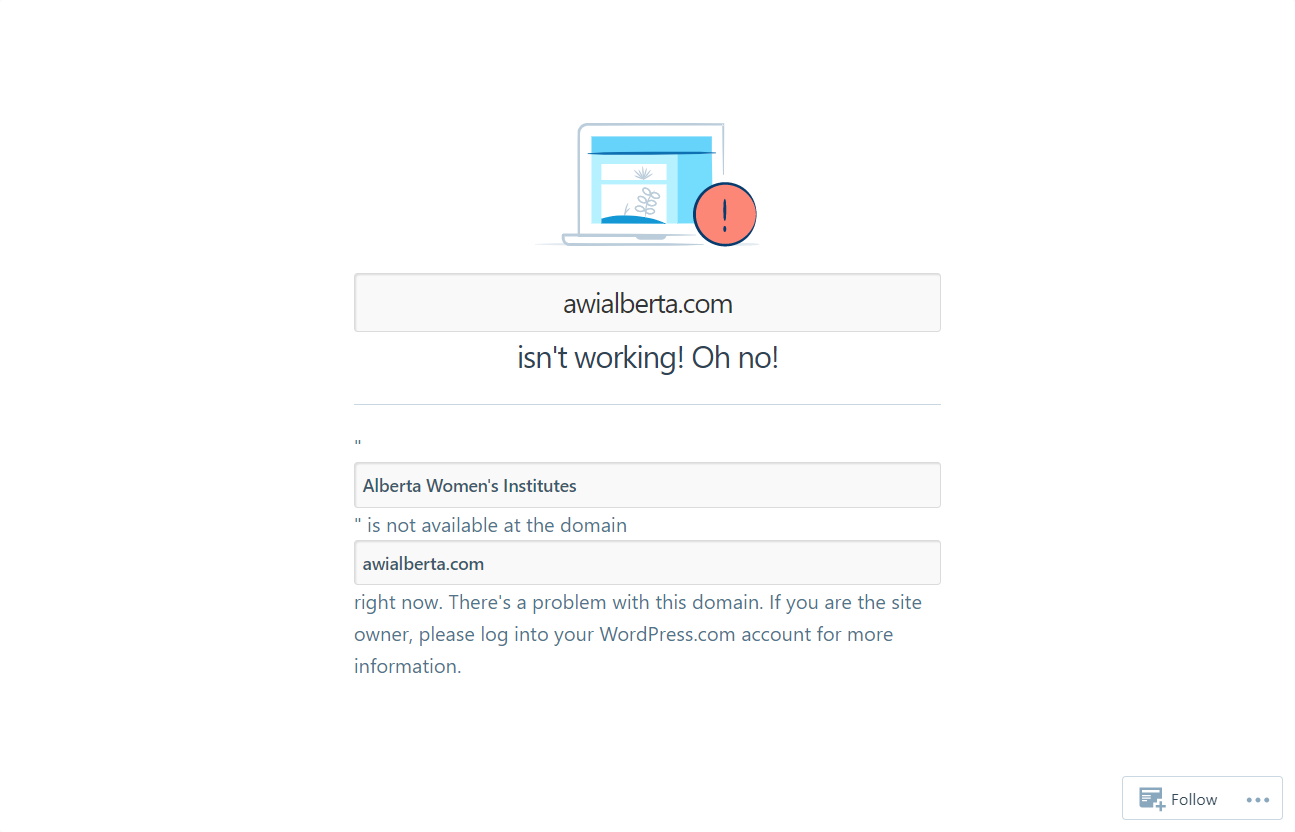 awialberta.com
isn't working! Oh no!
"
Alberta Women's Institutes
" is not available at the domain
awialberta.com
right now. There's a problem with this domain. If you are the site
owner, please log into your WordPress.com account for more
information.
Follow